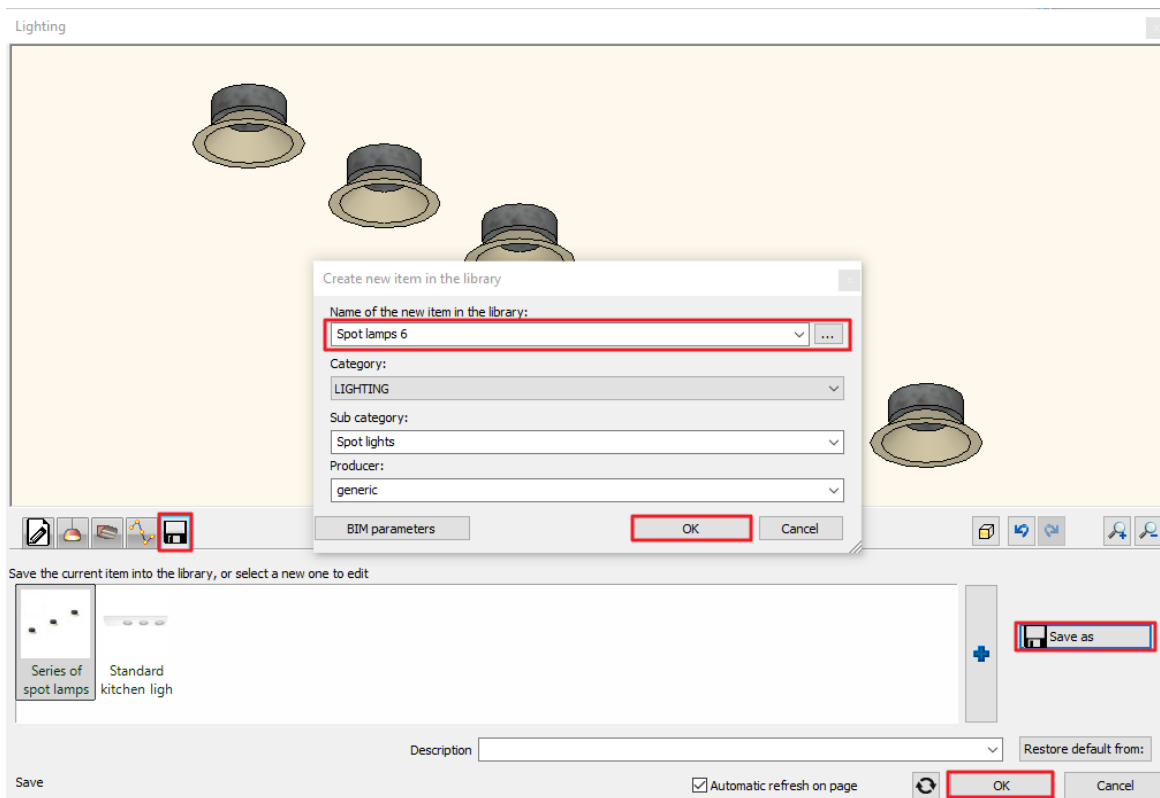 Lighting
Create new item in the library
Name of the new item in the library:
Spot lamps 6
...
Category:
LIGHTING
Sub category:
Spot lights
Producer:
generic
BIM parameters
OK
Cancel
Save the current item into the library, or select a new one to edit
Series of
spot lamps
Standard
kitchen ligh
Save as
Description
Restore default from:
Save
Automatic refresh on page
OK
Cancel